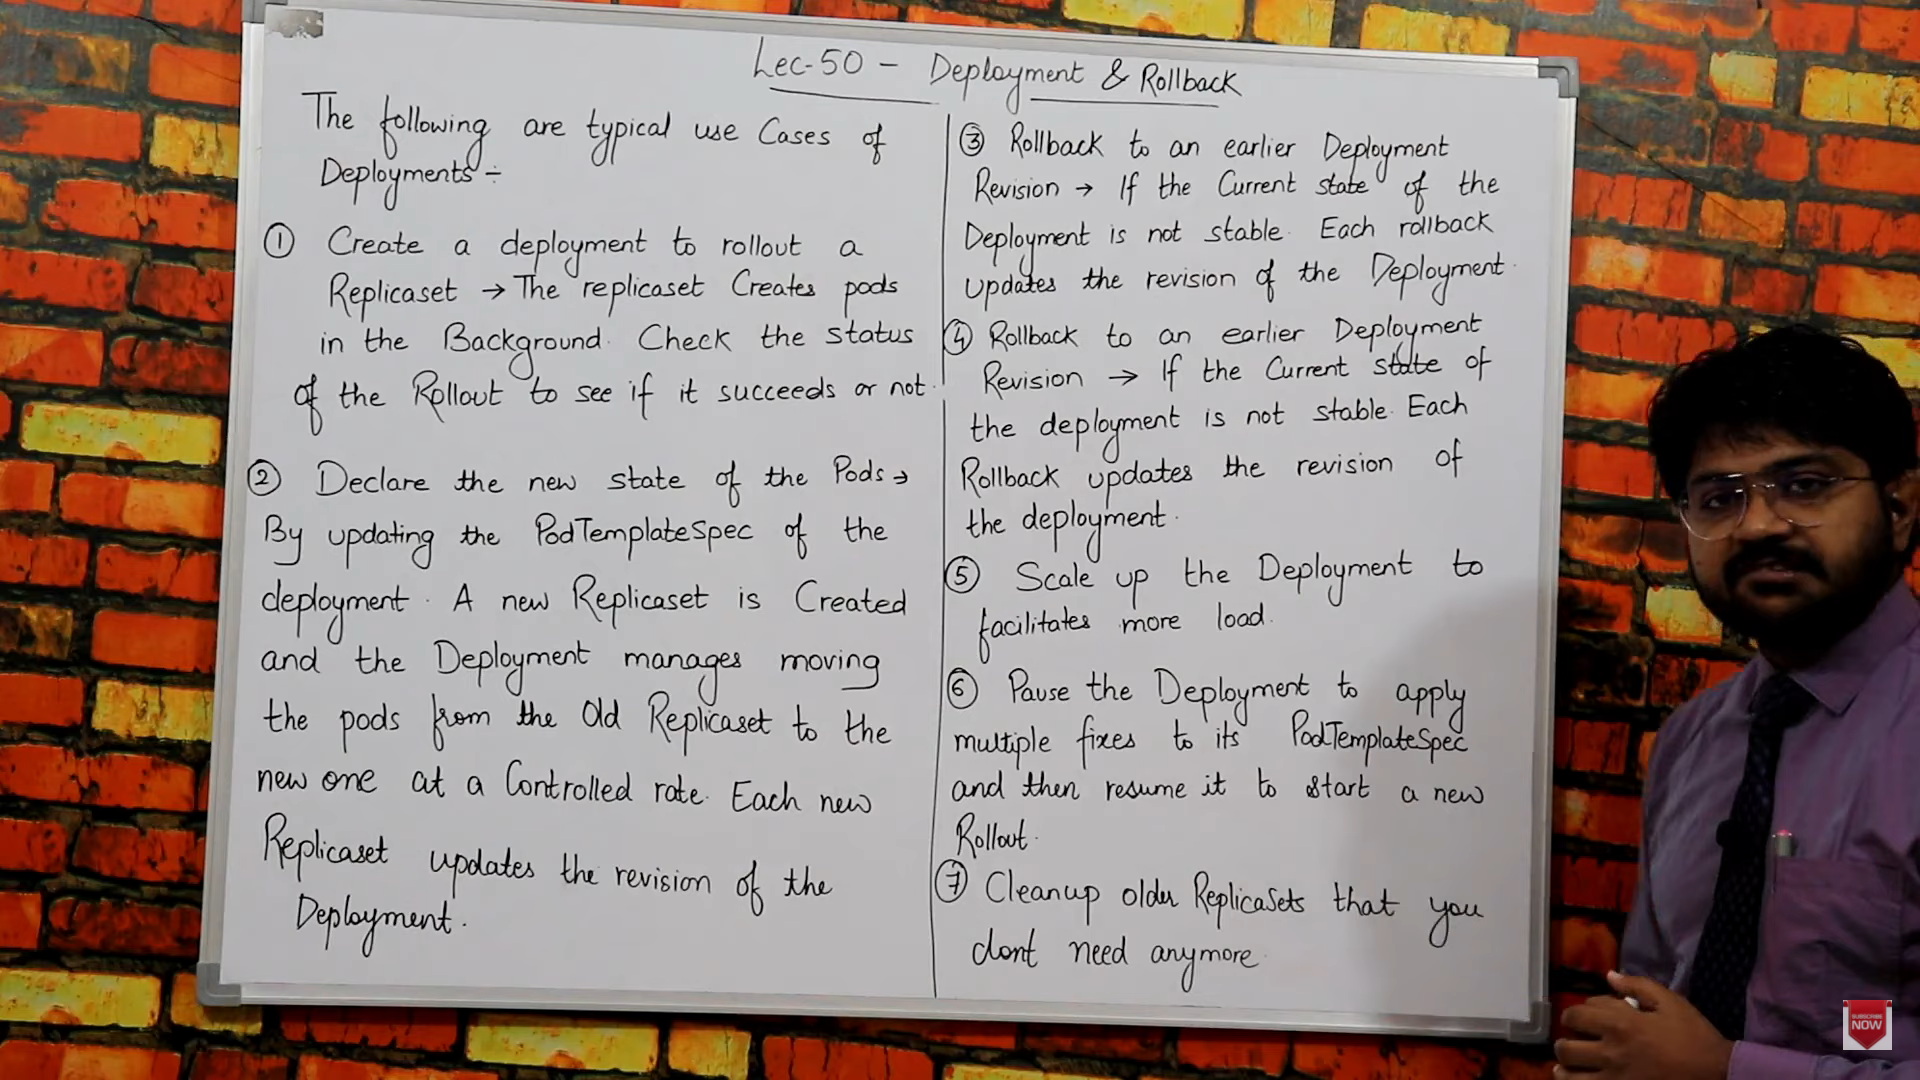 Lec-50 - Deployment & Rollback
The following are typical use Cases of
Deployments:-
① Create a deployment to rollout a
Replicaset → The replicaset Creates pods
in the Background. Check the status
of the Rollout to see if it succeeds or not.
② Declare the new state of the Pods →
By updating the PodTemplateSpec of the
deployment. A new Replicaset is Created
and the Deployment manages moving
the pods from the Old Replicaset to the
new one at a Controlled rate. Each new
Replicaset updates the revision of the
Deployment.
③ Rollback to an earlier Deployment
Revision → If the Current state of the
Deployment is not stable. Each rollback
updates the revision of the Deployment.
④ Rollback to an earlier Deployment
Revision → If the Current state of
the deployment is not stable. Each
Rollback updates the revision of
the deployment.
⑤ Scale up the Deployment to
facilitates more load.
⑥ Pause the Deployment to apply
multiple fixes to its PodTemplateSpec
and then resume it to start a new
Rollout.
⑦ Cleanup older ReplicaSets that you
dont need anymore.
SUBSCRIBE
NOW